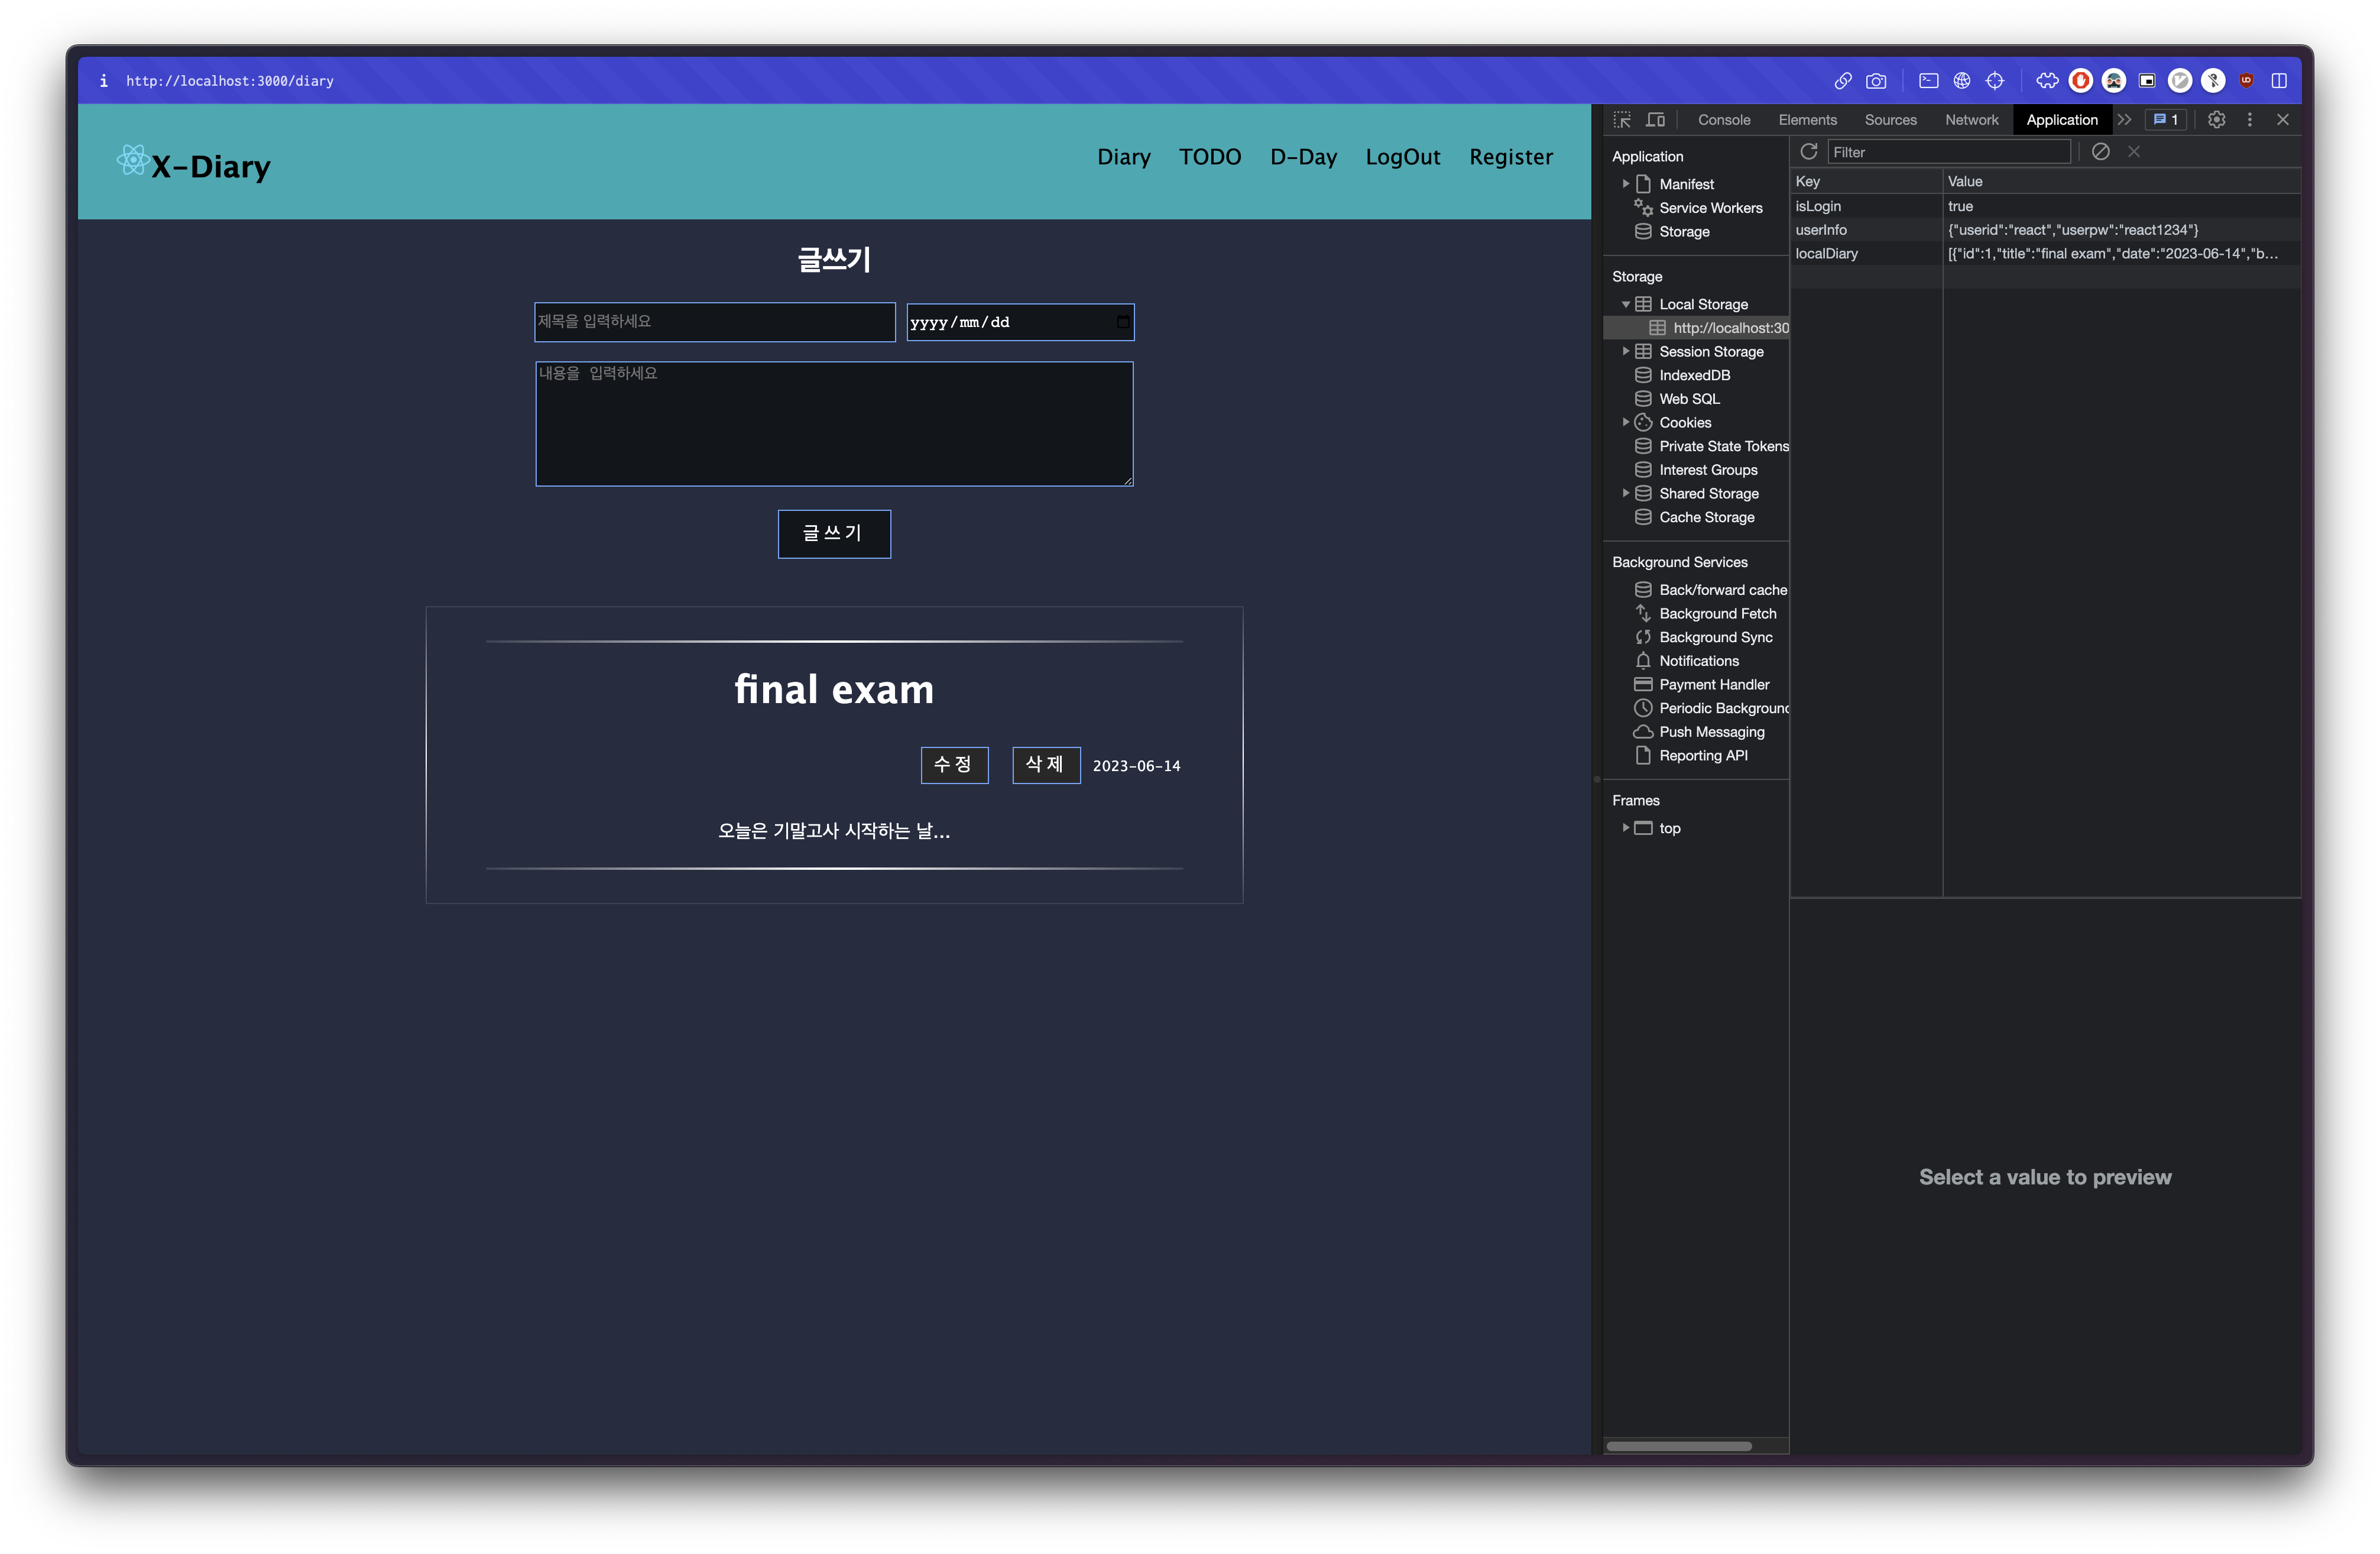 i http://localhost:3000/diary
X-Diary
Diary TODO D-Day LogOut Register
글쓰기
제목을 입력하세요 yyyy/mm/dd
내용을 입력하세요
글쓰기
final exam
수정 삭제 2023-06-14
오늘은 기말고사 시작하는 날...
Console Elements Sources Network Application 1
Application
Manifest
Service Workers
Storage
Storage
Local Storage
http://localhost:30
Session Storage
IndexedDB
Web SQL
Cookies
Private State Tokens
Interest Groups
Shared Storage
Cache Storage
Background Services
Back/forward cache
Background Fetch
Background Sync
Notifications
Payment Handler
Periodic Background
Push Messaging
Reporting API
Frames
top
Filter
Key Value
isLogin true
userInfo {"userid":"react","userpw":"react1234"}
localDiary [{"id":1,"title":"final exam","date":"2023-06-14","b…
Select a value to preview